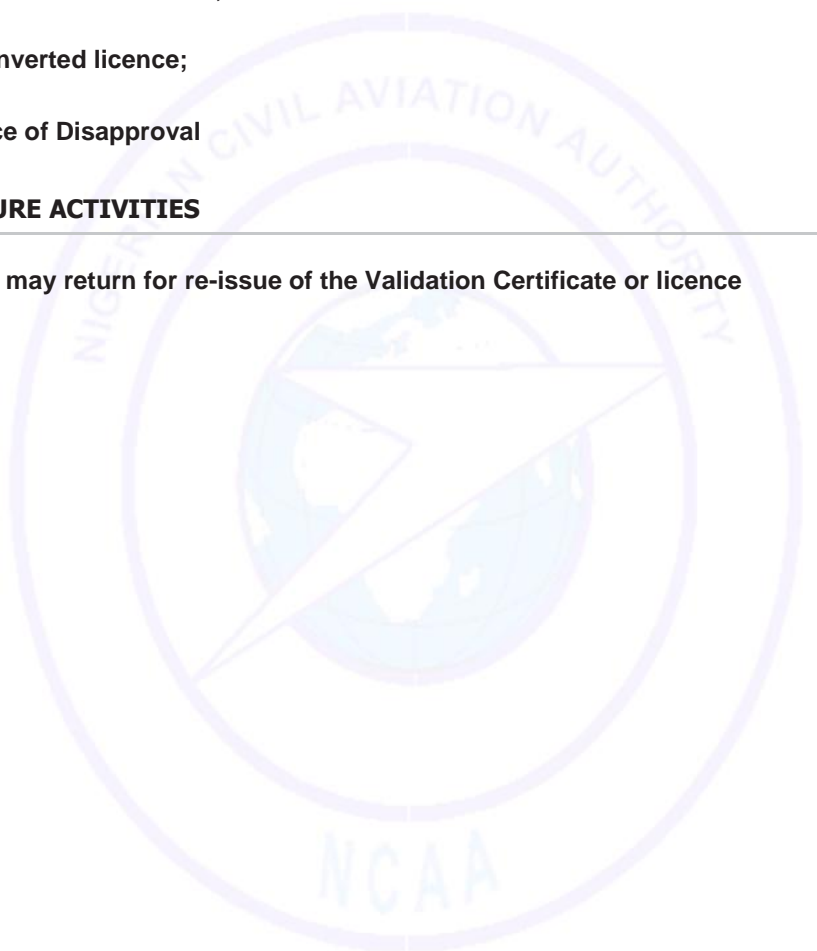 nverted licence;
ce of Disapproval
URE ACTIVITIES
may return for re-issue of the Validation Certificate or licence
NIGERIAN CIVIL AVIATION AUTHORITY
NCAA